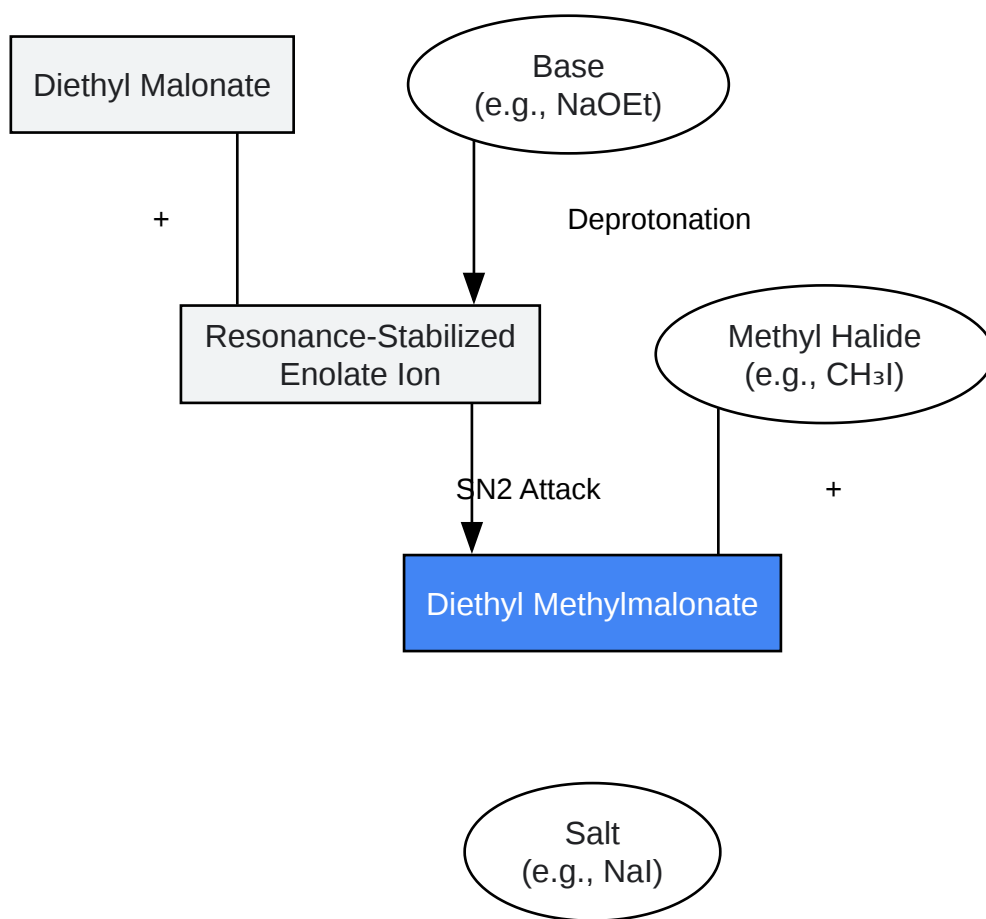 Diethyl Malonate
Base
(e.g., NaOEt)
+
Deprotonation
Resonance-Stabilized
Enolate Ion
Methyl Halide
(e.g., CH₃I)
SN2 Attack
+
Diethyl Methylmalonate
Salt
(e.g., NaI)